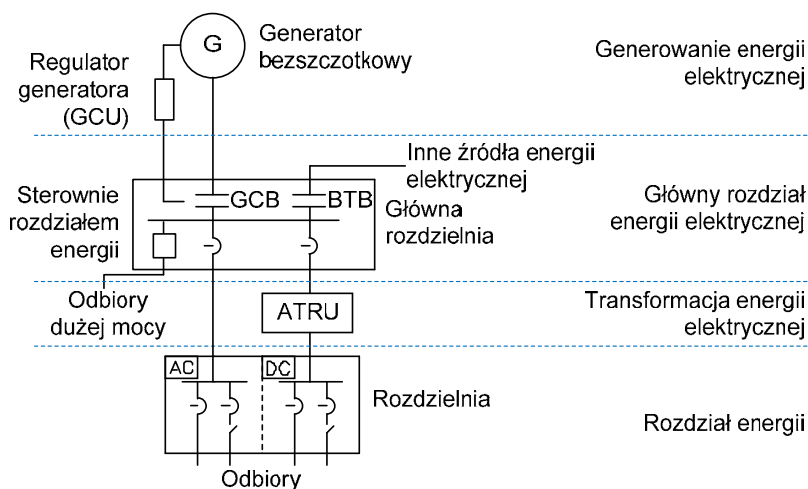 G
Generator
bezszczotkowy
Generowanie energii
elektrycznej
Regulator
generatora
(GCU)
Inne źródła energii
elektrycznej
Sterownie
rozdziałem
energii
GCB
BTB
Główna
rozdzielnia
Główny rozdział
energii elektrycznej
Odbiory
dużej mocy
ATRU
Transformacja energii
elektrycznej
AC
DC
Rozdzielnia
Rozdział energii
Odbiory